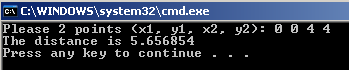 C:\WINDOWS\system32\cmd.exe
Please 2 points (x1, y1, x2, y2): 0 0 4 4
The distance is 5.656854
Press any key to continue . . .